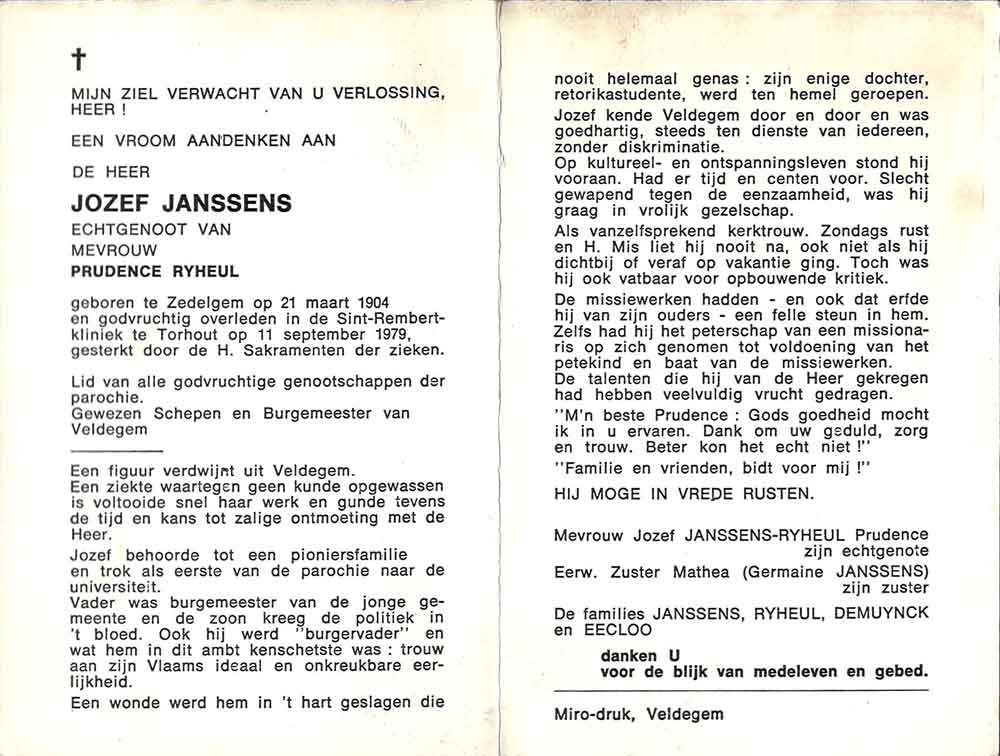 †
MIJN ZIEL VERWACHT VAN U VERLOSSING,
HEER !
EEN VROOM AANDENKEN AAN
DE HEER
JOZEF JANSSENS
ECHTGENOOT VAN
MEVROUW
PRUDENCE RYHEUL
geboren te Zedelgem op 21 maart 1904
en godvruchtig overleden in de Sint-Rembert-
kliniek te Torhout op 11 september 1979,
gesterkt door de H. Sakramenten der zieken.
Lid van alle godvruchtige genootschappen der
parochie.
Gewezen Schepen en Burgemeester van
Veldegem
Een figuur verdwijnt uit Veldegem.
Een ziekte waartegen geen kunde opgewassen
is voltooide snel haar werk en gunde tevens
de tijd en kans tot zalige ontmoeting met de
Heer.
Jozef behoorde tot een pioniersfamilie
en trok als eerste van de parochie naar de
universiteit.
Vader was burgemeester van de jonge ge-
meente en de zoon kreeg de politiek in
't bloed. Ook hij werd "burgervader" en
wat hem in dit ambt kenschetste was : trouw
aan zijn Vlaams ideaal en onkreukbare eer-
lijkheid.
Een wonde werd hem in 't hart geslagen die
nooit helemaal genas : zijn enige dochter,
retorikastudente, werd ten hemel geroepen.
Jozef kende Veldegem door en door en was
goedhartig, steeds ten dienste van iedereen,
zonder diskriminatie.
Op kultureel- en ontspanningsleven stond hij
vooraan. Had er tijd en centen voor. Slecht
gewapend tegen de eenzaamheid, was hij
graag in vrolijk gezelschap.
Als vanzelfsprekend kerktrouw. Zondags rust
en H. Mis liet hij nooit na, ook niet als hij
dichtbij of veraf op vakantie ging. Toch was
hij ook vatbaar voor opbouwende kritiek.
De missiewerken hadden - en ook dat erfde
hij van zijn ouders - een felle steun in hem.
Zelfs had hij het peterschap van een missiona-
ris op zich genomen tot voldoening van het
petekind en baat van de missiewerken.
De talenten die hij van de Heer gekregen
had hebben veelvuldig vrucht gedragen.
"M'n beste Prudence : Gods goedheid mocht
ik in u ervaren. Dank om uw geduld, zorg
en trouw. Beter kon het echt niet !"
"Familie en vrienden, bidt voor mij !"
HIJ MOGE IN VREDE RUSTEN.
Mevrouw Jozef JANSSENS-RYHEUL Prudence
zijn echtgenote
Eerw. Zuster Mathea (Germaine JANSSENS)
zijn zuster
De families JANSSENS, RYHEUL, DEMUYNCK
en EECLOO
danken U
voor de blijk van medeleven en gebed.
Miro-druk, Veldegem